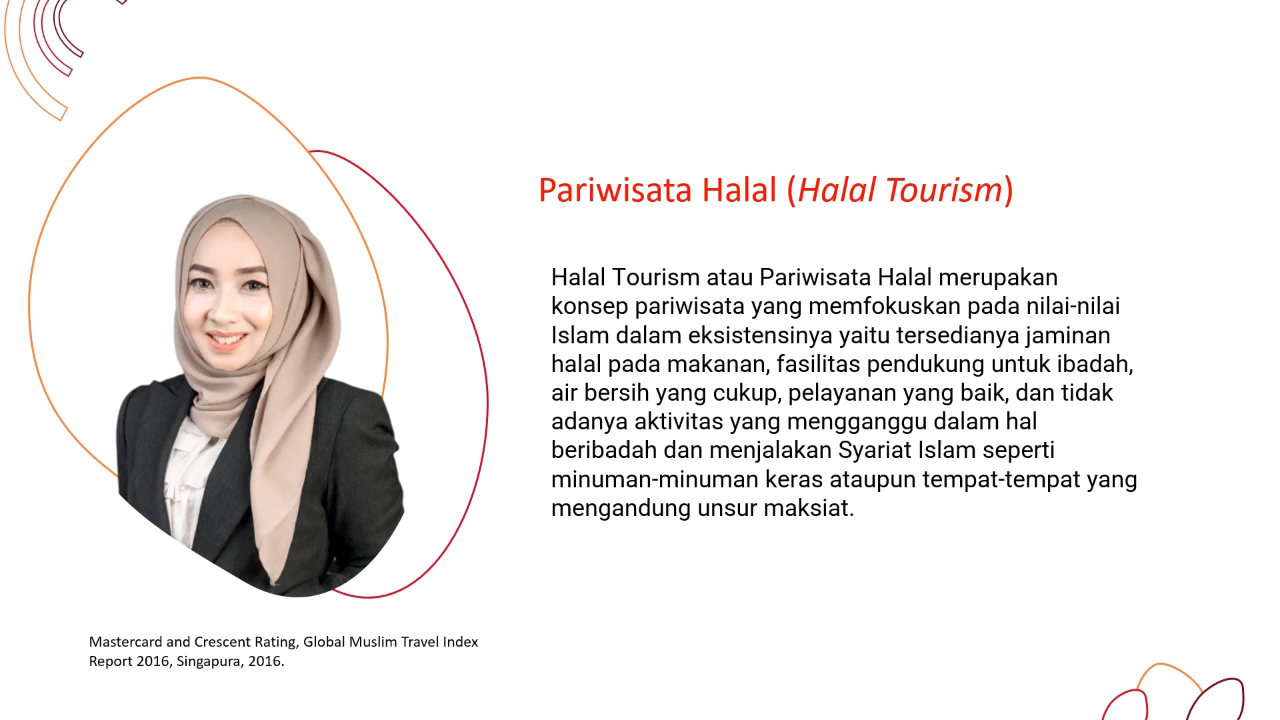 Pariwisata Halal (Halal Tourism)
Halal Tourism atau Pariwisata Halal merupakan
konsep pariwisata yang memfokuskan pada nilai-nilai
Islam dalam eksistensinya yaitu tersedianya jaminan
halal pada makanan, fasilitas pendukung untuk ibadah,
air bersih yang cukup, pelayanan yang baik, dan tidak
adanya aktivitas yang mengganggu dalam hal
beribadah dan menjalakan Syariat Islam seperti
minuman-minuman keras ataupun tempat-tempat yang
mengandung unsur maksiat.
Mastercard and Crescent Rating, Global Muslim Travel Index
Report 2016, Singapura, 2016.